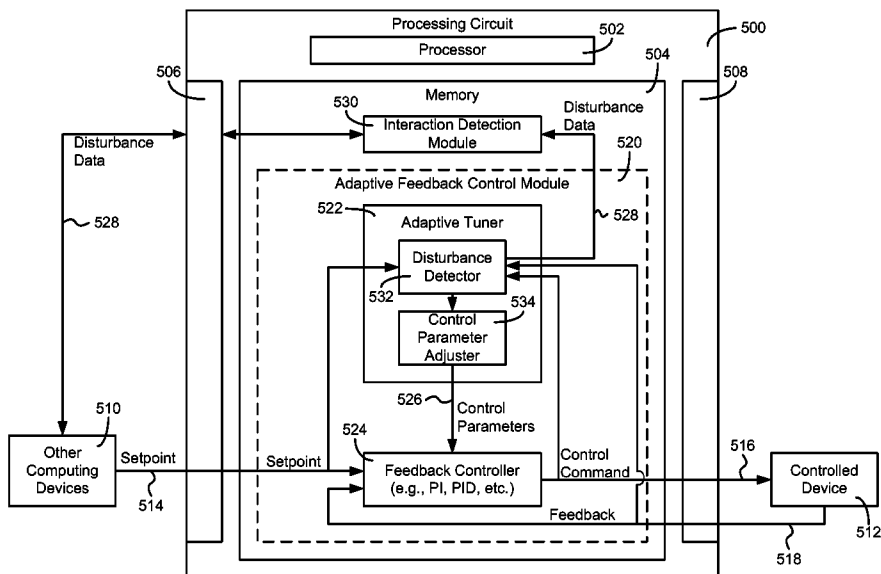 Processing Circuit
500
Processor
502
506
504
508
Memory
530
Disturbance
Data
Interaction Detection
Module
Disturbance
Data
520
Adaptive Feedback Control Module
522
528
528
Adaptive Tuner
Disturbance
Detector
532
534
Control
Parameter
Adjuster
526
Control
Parameters
510
524
Other
Computing
Devices
Setpoint
514
Setpoint
Feedback Controller
(e.g., PI, PID, etc.)
Control
Command
516
Controlled
Device
512
Feedback
518